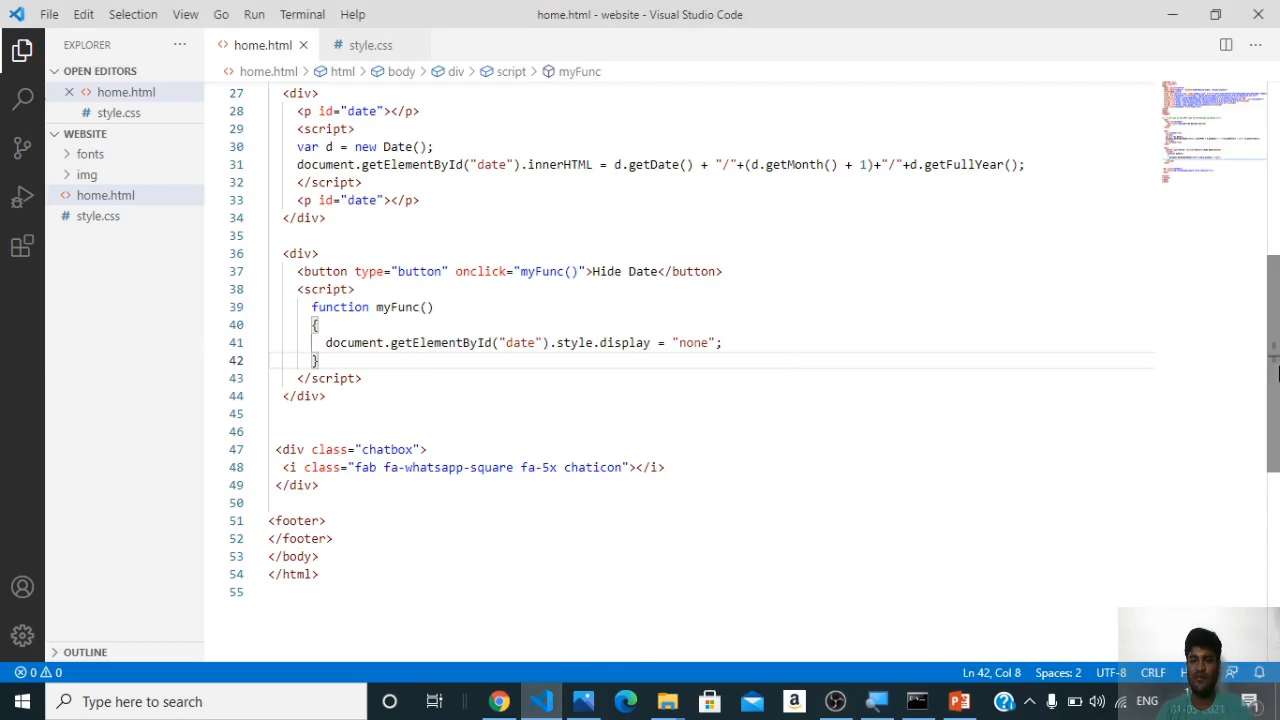 File Edit Selection View Go Run Terminal Help home.html - website - Visual Studio Code
EXPLORER
home.html
style.css
home.html > html > body > div > script > myFunc
OPEN EDITORS
home.html
style.css
WEBSITE
fonts
img
home.html
style.css
27 <div>
28 <p id="date"></p>
29 <script>
30 var d = new Date();
31 document.getElementById("date").innerHTML = d.getDate() + "/"+(d.getMonth() + 1)+"/"+ d.getFullYear();
32 </script>
33 <p id="date"></p>
34 </div>
35
36 <div>
37 <button type="button" onclick="myFunc()">Hide Date</button>
38 <script>
39 function myFunc()
40 {
41 document.getElementById("date").style.display = "none";
42 }
43 </script>
44 </div>
45
46
47 <div class="chatbox">
48 <i class="fab fa-whatsapp-square fa-5x chaticon"></i>
49 </div>
50
51 <footer>
52 </footer>
53 </body>
54 </html>
55
OUTLINE
0 0 Ln 42, Col 8 Spaces: 2 UTF-8 CRLF
Type here to search ENG